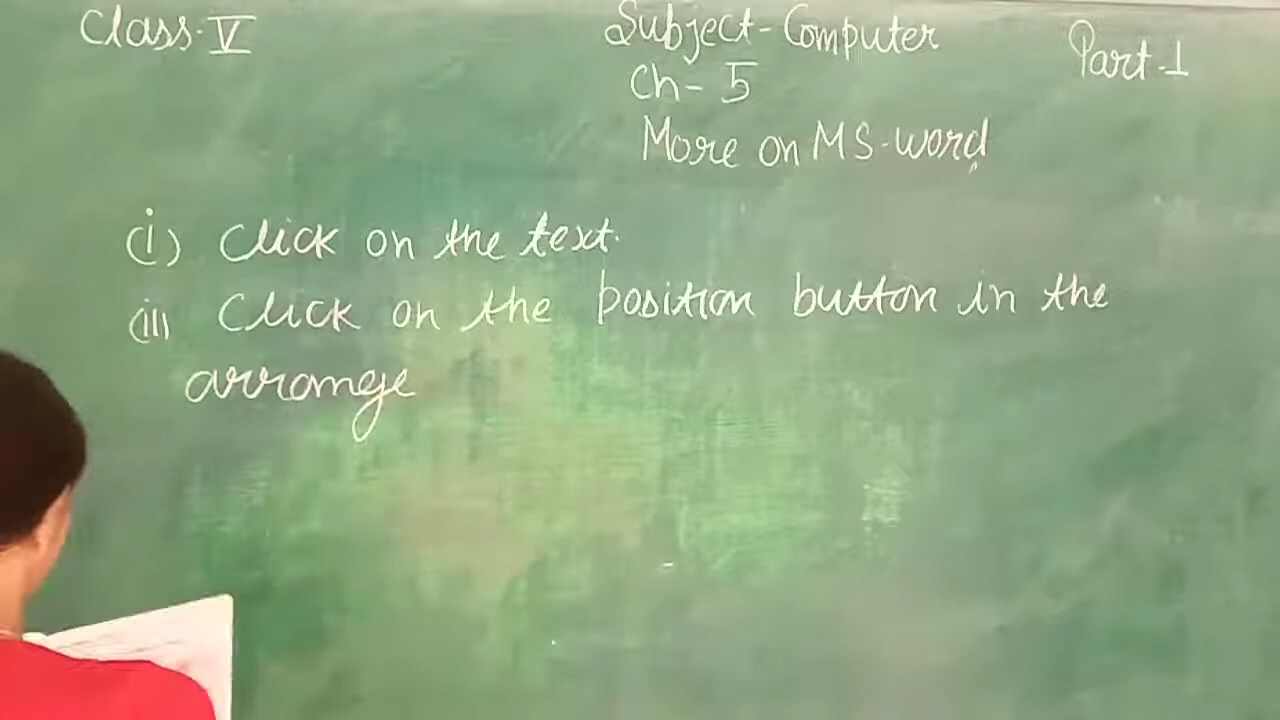 Class-V
Subject-Computer
Part-1
Ch-5
More on MS-word
(i) Click on the text.
(ii) Click on the position button in the
arrange